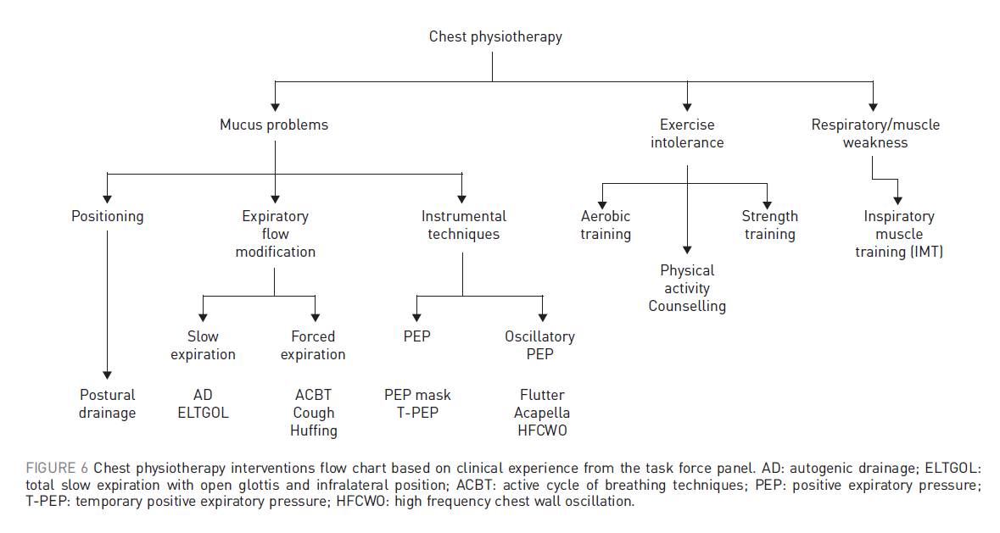 Chest physiotherapy
Mucus problems
Exercise
intolerance
Respiratory/muscle
weakness
Positioning
Expiratory
flow
modification
Instrumental
techniques
Aerobic
training
Strength
training
Inspiratory
muscle
training (IMT)
Physical
activity
Counselling
Slow
expiration
Forced
expiration
PEP
Oscillatory
PEP
Postural
drainage
AD
ELTGOL
ACBT
Cough
Huffing
PEP mask
T-PEP
Flutter
Acapella
HFCWO
FIGURE 6 Chest physiotherapy interventions flow chart based on clinical experience from the task force panel. AD: autogenic drainage; ELTGOL:
total slow expiration with open glottis and infralateral position; ACBT: active cycle of breathing techniques; PEP: positive expiratory pressure;
T-PEP: temporary positive expiratory pressure; HFCWO: high frequency chest wall oscillation.